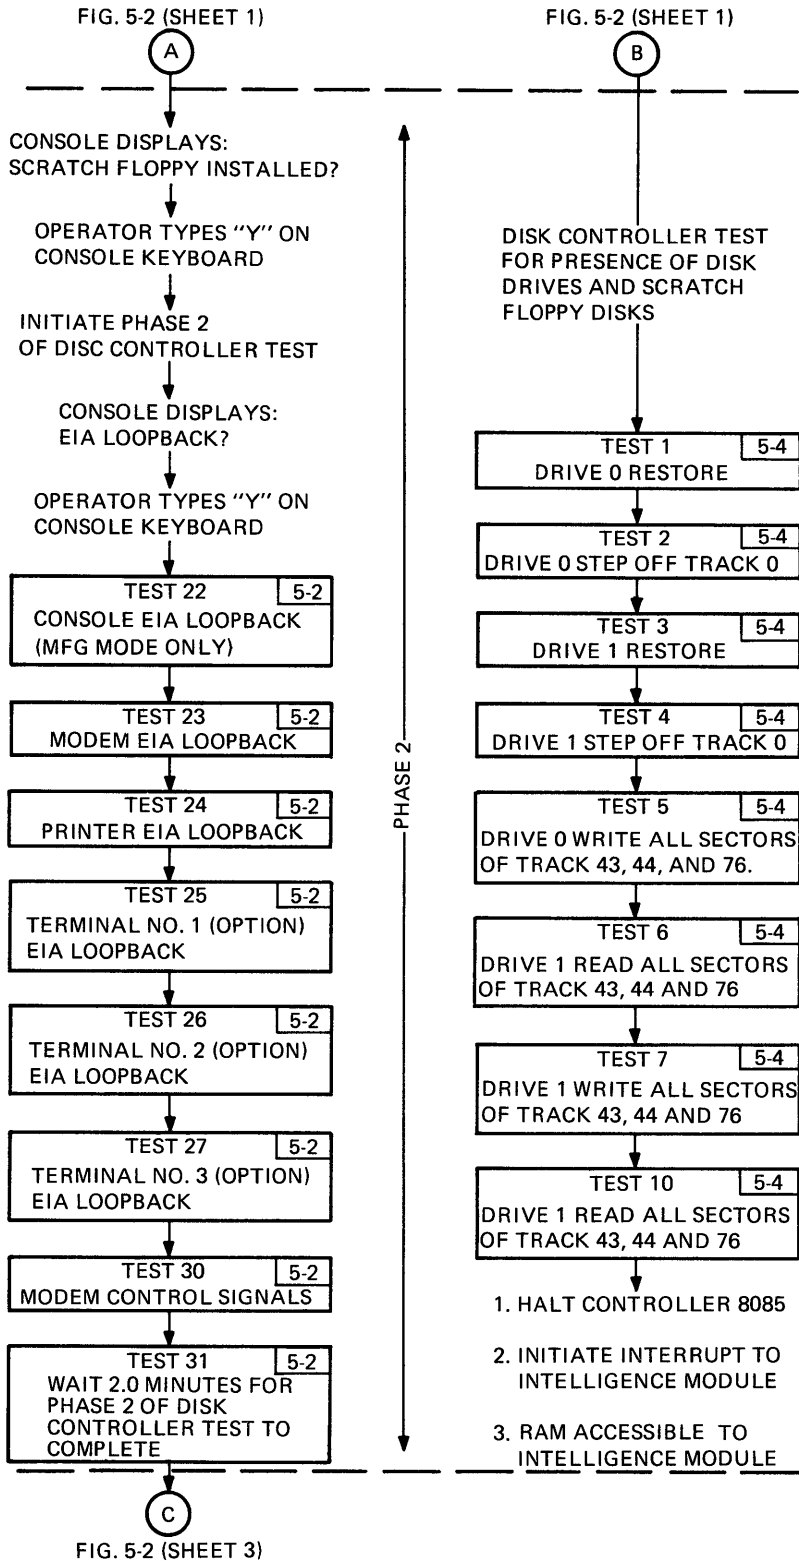 FIG. 5-2 (SHEET 1)
A
CONSOLE DISPLAYS:
SCRATCH FLOPPY INSTALLED?
OPERATOR TYPES "Y" ON
CONSOLE KEYBOARD
INITIATE PHASE 2
OF DISC CONTROLLER TEST
CONSOLE DISPLAYS:
EIA LOOPBACK?
OPERATOR TYPES "Y" ON
CONSOLE KEYBOARD
TEST 22 5-2
CONSOLE EIA LOOPBACK
(MFG MODE ONLY)
TEST 23 5-2
MODEM EIA LOOPBACK
TEST 24 5-2
PRINTER EIA LOOPBACK
TEST 25 5-2
TERMINAL NO. 1 (OPTION)
EIA LOOPBACK
TEST 26 5-2
TERMINAL NO. 2 (OPTION)
EIA LOOPBACK
TEST 27 5-2
TERMINAL NO. 3 (OPTION)
EIA LOOPBACK
TEST 30 5-2
MODEM CONTROL SIGNALS
TEST 31 5-2
WAIT 2.0 MINUTES FOR
PHASE 2 OF DISK
CONTROLLER TEST TO
COMPLETE
C
FIG. 5-2 (SHEET 3)
PHASE 2
FIG. 5-2 (SHEET 1)
B
DISK CONTROLLER TEST
FOR PRESENCE OF DISK
DRIVES AND SCRATCH
FLOPPY DISKS
TEST 1 5-4
DRIVE 0 RESTORE
TEST 2 5-4
DRIVE 0 STEP OFF TRACK 0
TEST 3 5-4
DRIVE 1 RESTORE
TEST 4 5-4
DRIVE 1 STEP OFF TRACK 0
TEST 5 5-4
DRIVE 0 WRITE ALL SECTORS
OF TRACK 43, 44, AND 76.
TEST 6 5-4
DRIVE 1 READ ALL SECTORS
OF TRACK 43, 44 AND 76
TEST 7 5-4
DRIVE 1 WRITE ALL SECTORS
OF TRACK 43, 44 AND 76
TEST 10 5-4
DRIVE 1 READ ALL SECTORS
OF TRACK 43, 44 AND 76
1. HALT CONTROLLER 8085
2. INITIATE INTERRUPT TO
INTELLIGENCE MODULE
3. RAM ACCESSIBLE TO
INTELLIGENCE MODULE